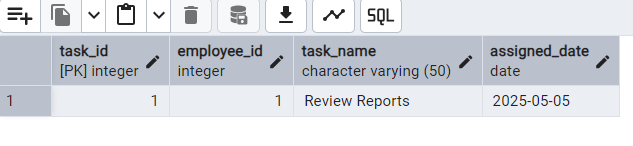 SQL
task_id employee_id task_name assigned_date
[PK] integer integer character varying (50) date
1 1 1 Review Reports 2025-05-05